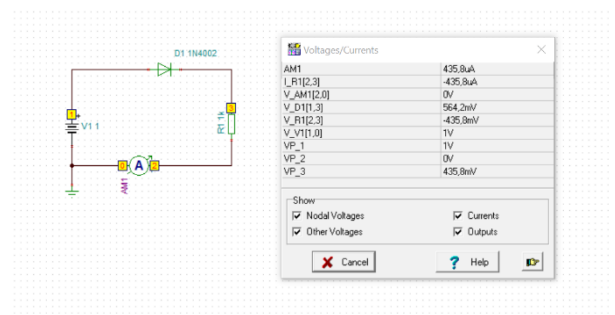 D1 1N4002
1
+
V1 1
3
R1 1k
0
A
2
AM1
Voltages/Currents
AM1 435,8uA
I_R1[2,3] -435,8uA
V_AM1[2,0] 0V
V_D1[1,3] 564,2mV
V_R1[2,3] -435,8mV
V_V1[1,0] 1V
VP_1 1V
VP_2 0V
VP_3 435,8mV
Show
Nodal Voltages Currents
Other Voltages Outputs
Cancel ? Help